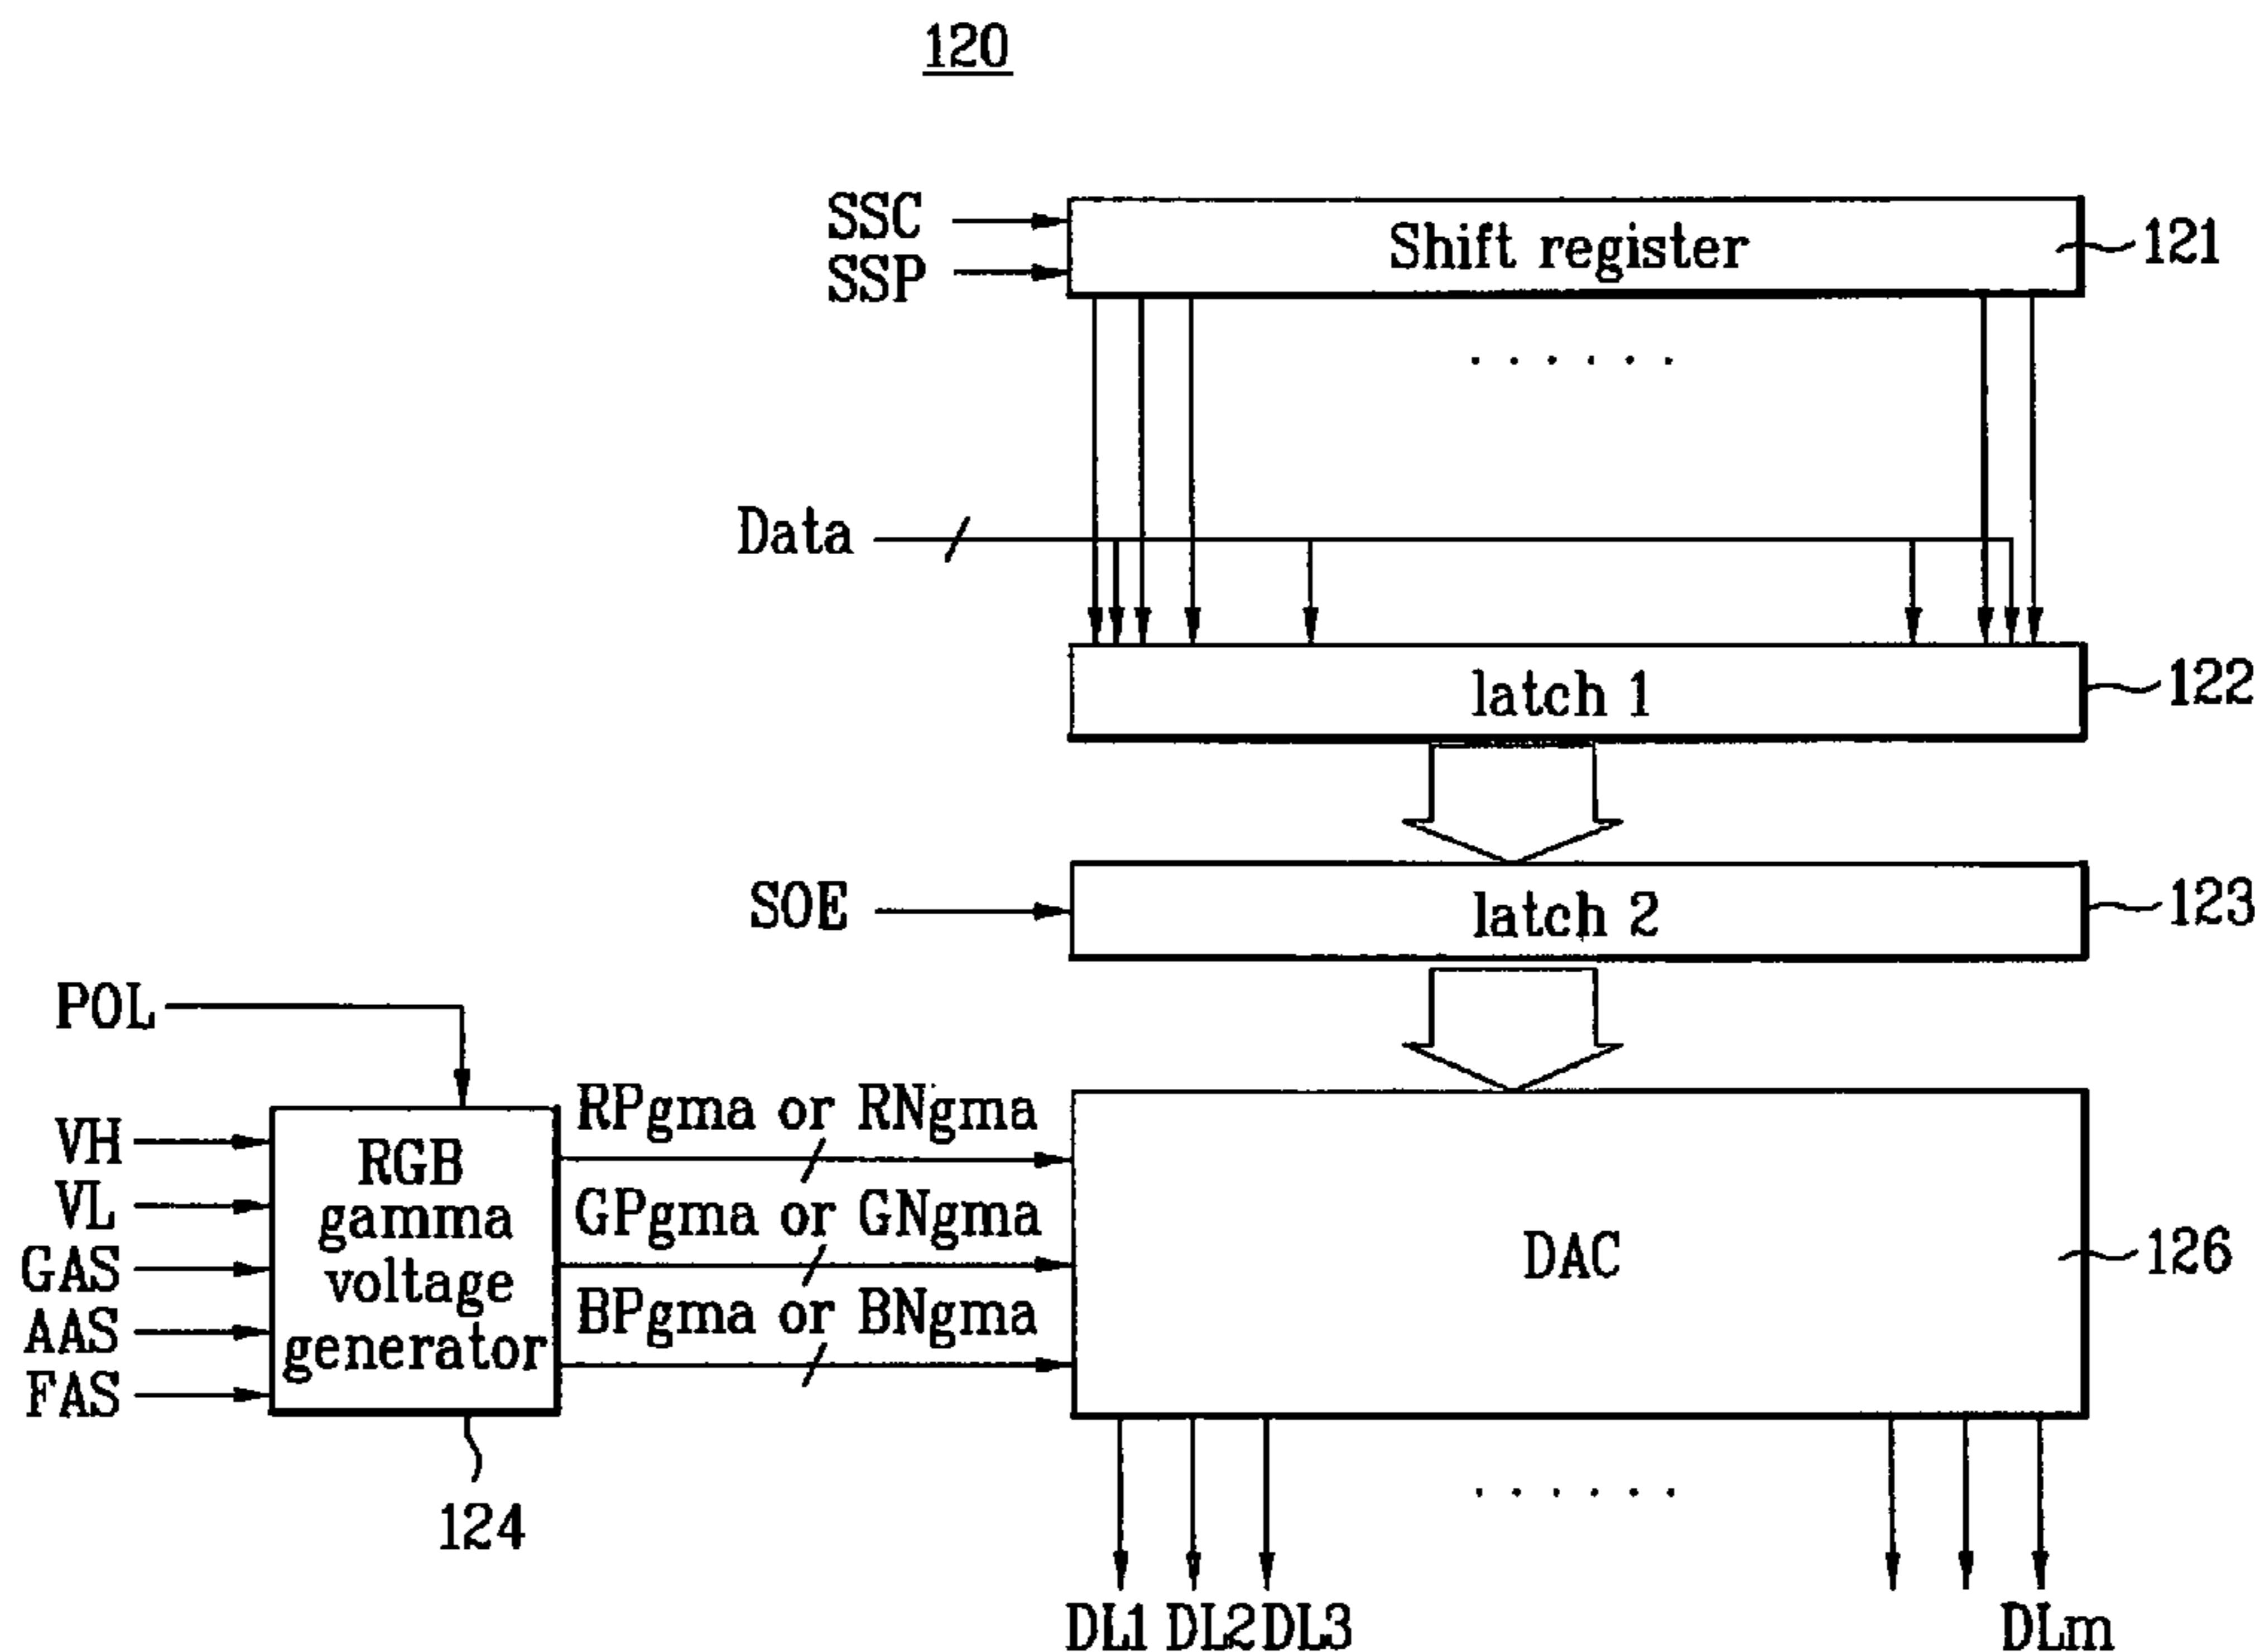 120
SSC
SSP
Shift register
121
Data
latch 1
122
SOE
latch 2
123
POL
VH
VL
GAS
AAS
FAS
RGB
gamma
voltage
generator
124
RPgma or RNgma
GPgma or GNgma
BPgma or BNgma
DAC
126
DL1 DL2 DL3
DLm